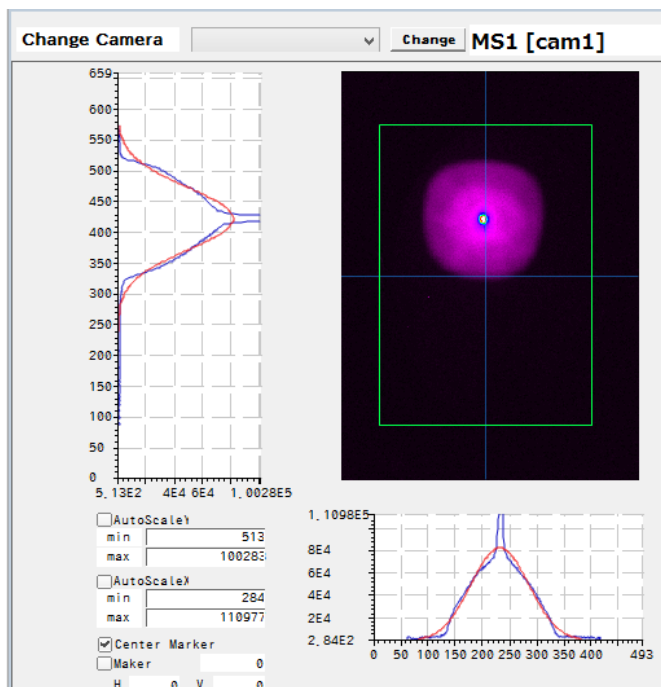 Change Camera Change MS1 [cam1]
659
600
550
500
450
400
350
300
250
200
150
100
50
0
5.13E2 4E4 6E4 1.0028E5
AutoScaleY
min 513
max 100283
AutoScaleX
min 284
max 110977
Center Marker
Maker 0
H 0 V 0
1.1098E5
8E4
6E4
4E4
2E4
2.84E2
0 50 100 150 200 250 300 350 400 493